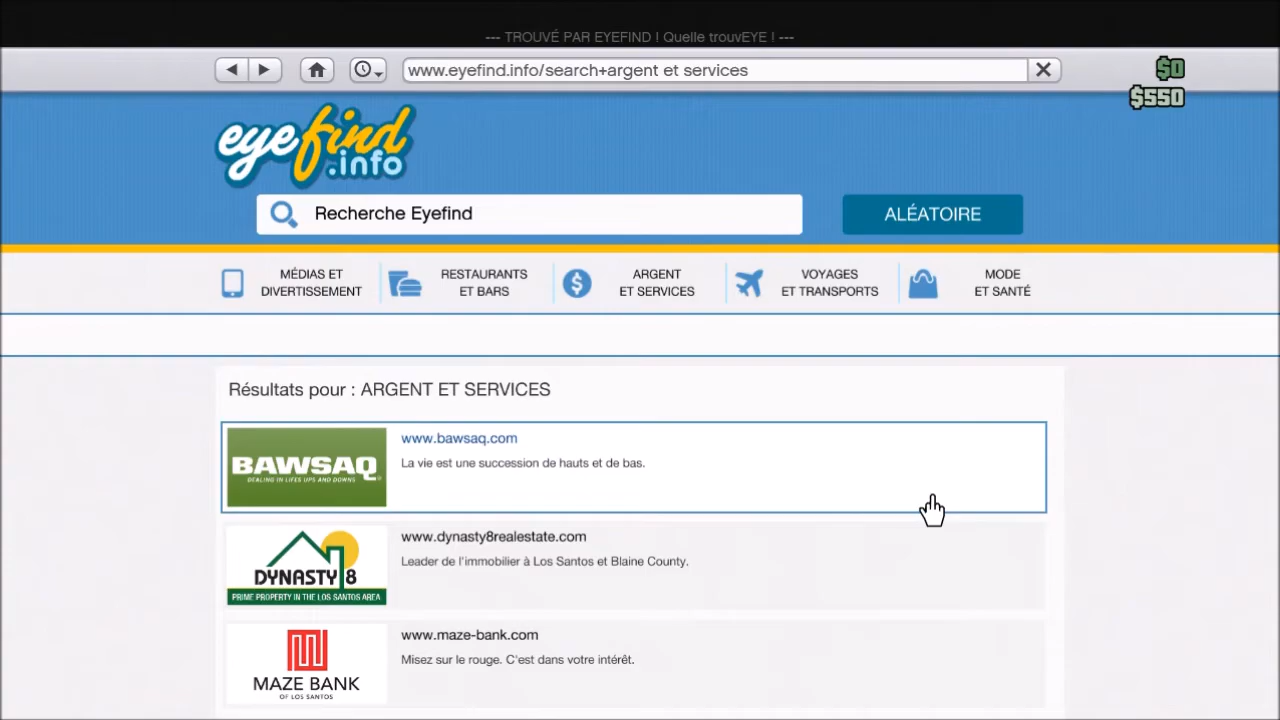 --- TROUVÉ PAR EYEFIND ! Quelle trouvEYE ! ---
www.eyefind.info/search+argent et services
$0
$550
eyefind
.info
Recherche Eyefind
ALÉATOIRE
MÉDIAS ET
DIVERTISSEMENT
RESTAURANTS
ET BARS
ARGENT
ET SERVICES
VOYAGES
ET TRANSPORTS
MODE
ET SANTÉ
Résultats pour : ARGENT ET SERVICES
BAWSAQ
DEALING IN LIFES UPS AND DOWNS
www.bawsaq.com
La vie est une succession de hauts et de bas.
DYNASTY 8
PRIME PROPERTY IN THE LOS SANTOS AREA
www.dynasty8realestate.com
Leader de l'immobilier à Los Santos et Blaine County.
MAZE BANK
OF LOS SANTOS
www.maze-bank.com
Misez sur le rouge. C'est dans votre intérêt.